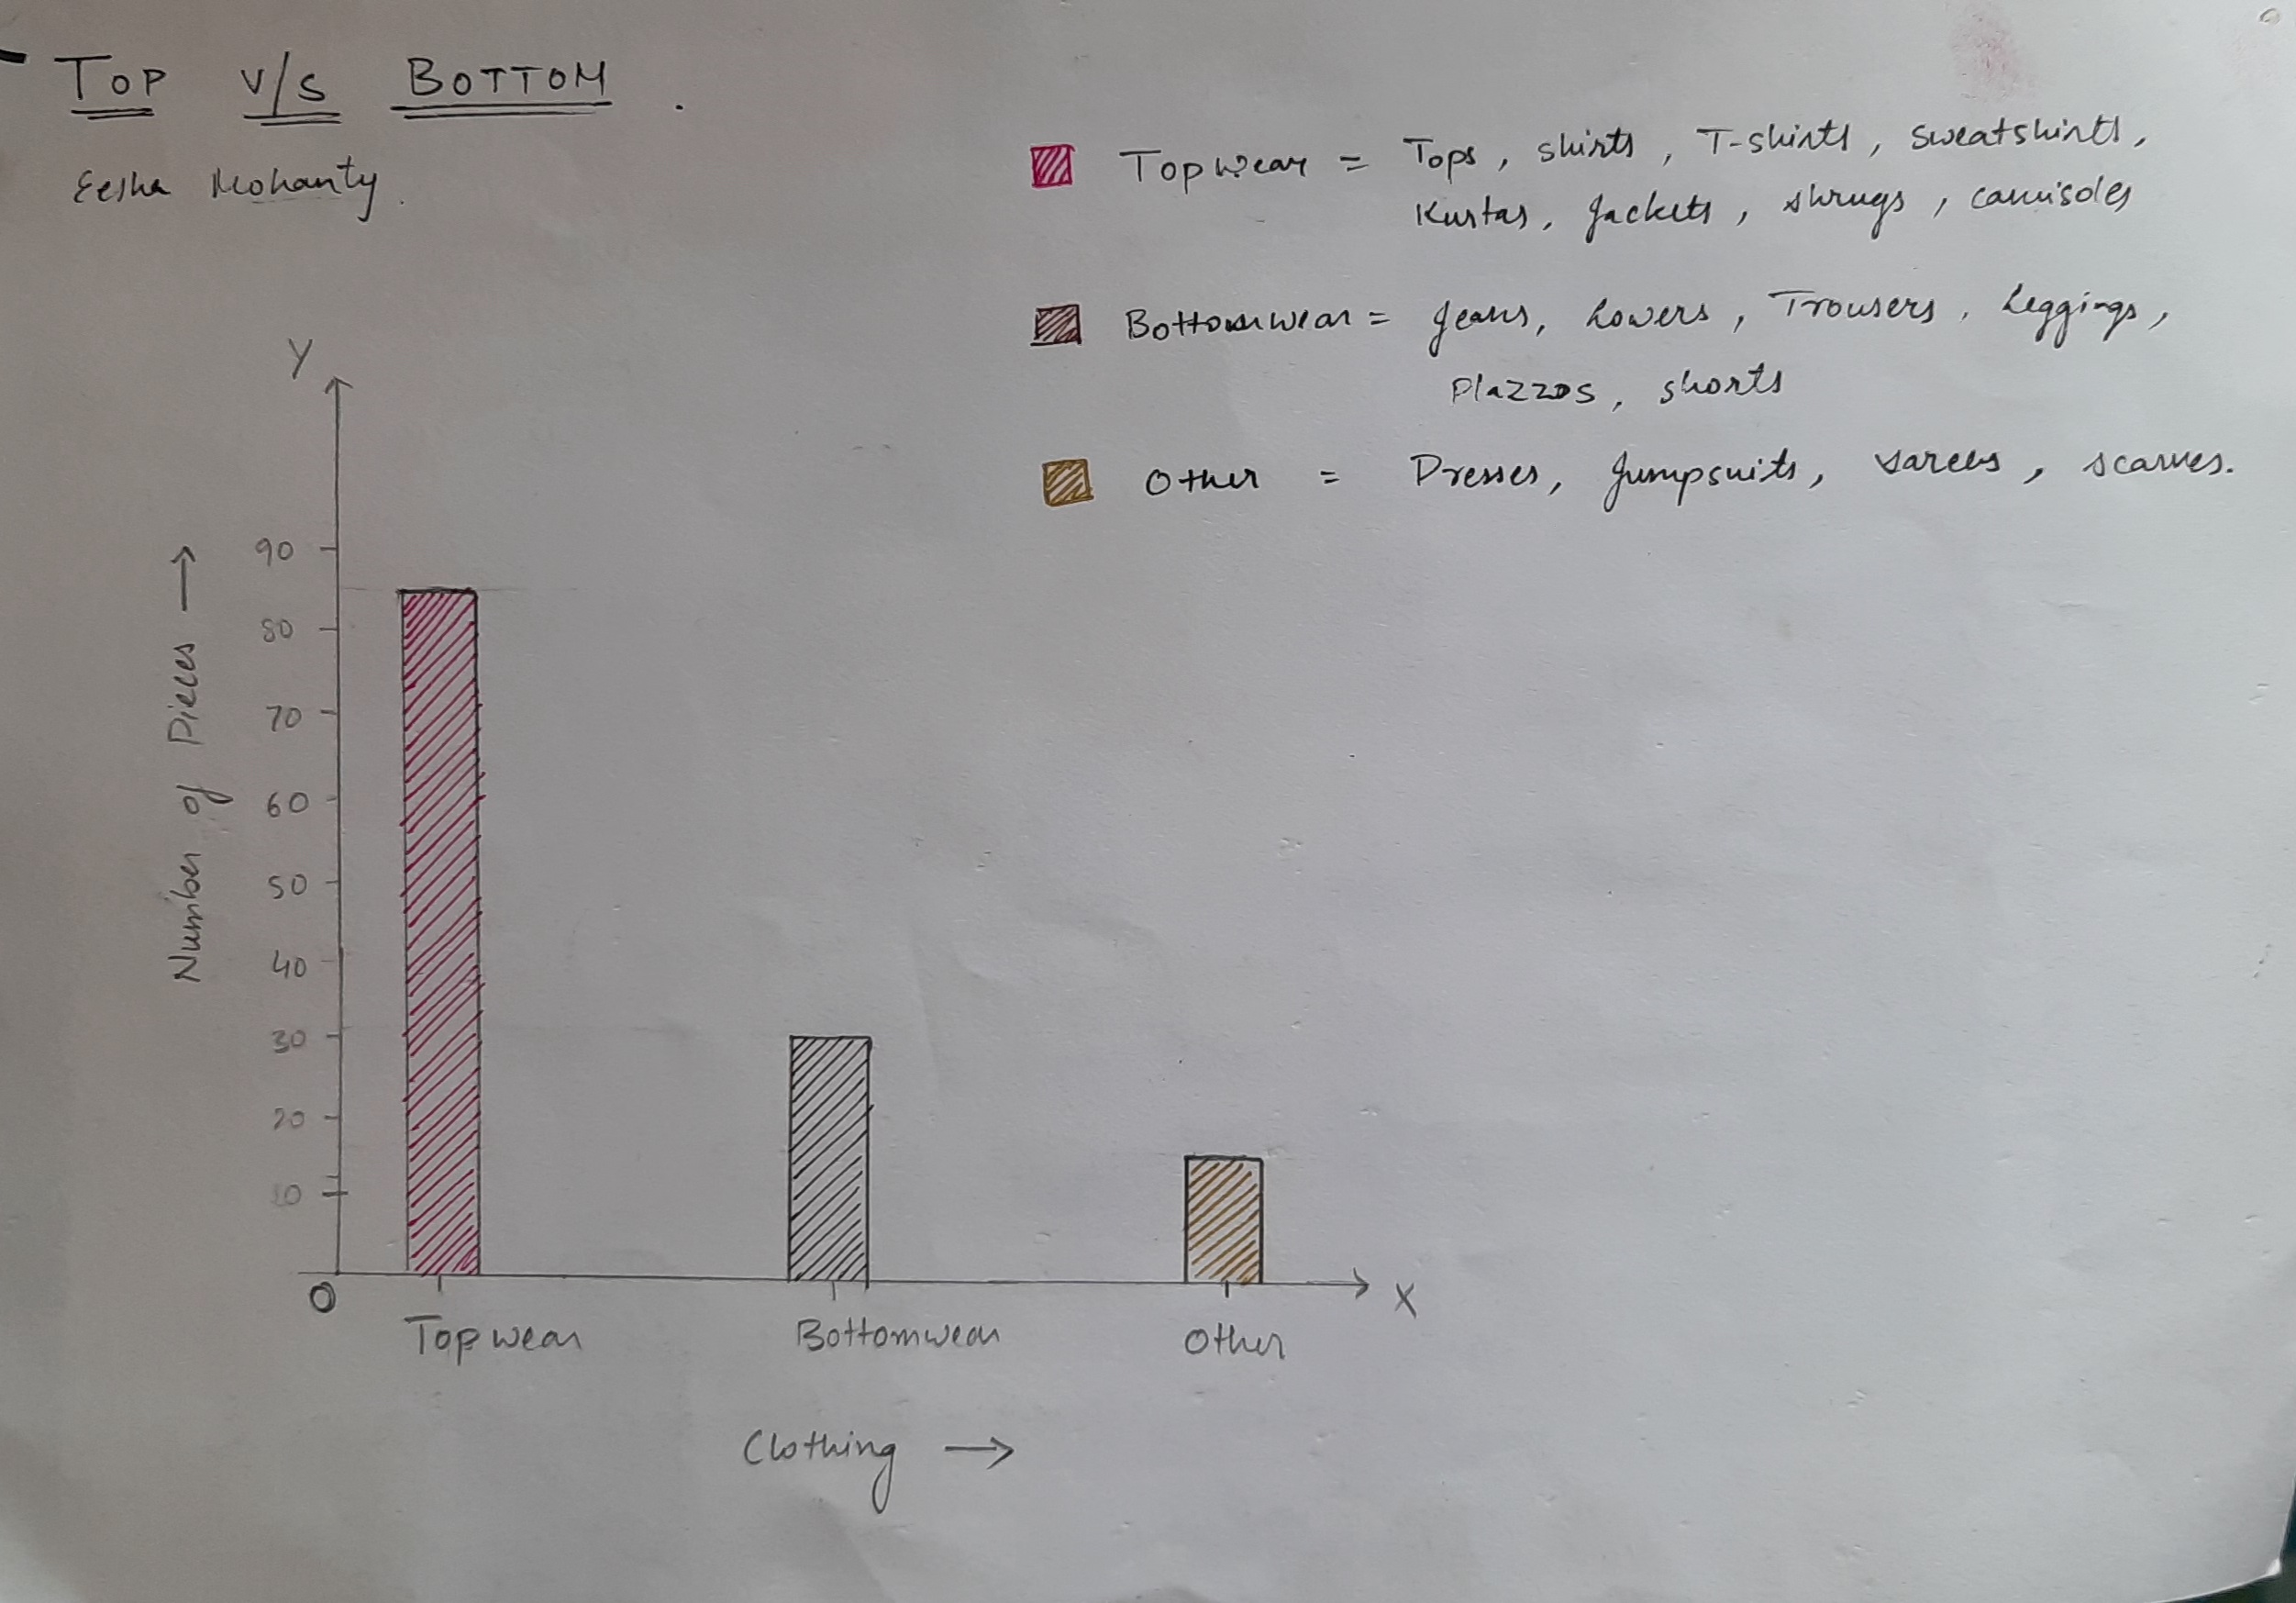 TOP V/S BOTTOM .
Eesha Mohanty.
Topwear = Tops, shirts, T-shirts, sweatshirts,
Kurtas, Jackets, shrugs, camisoles
Bottomwear = Jeans, Lowers, Trousers, Leggings,
Plazzos, shorts
Other = Dresses, Jumpsuits, sarees, scarves.
Y
Number of Pieces →
90
80
70
60
50
40
30
20
10
O
X
Topwear Bottomwear Other
Clothing →